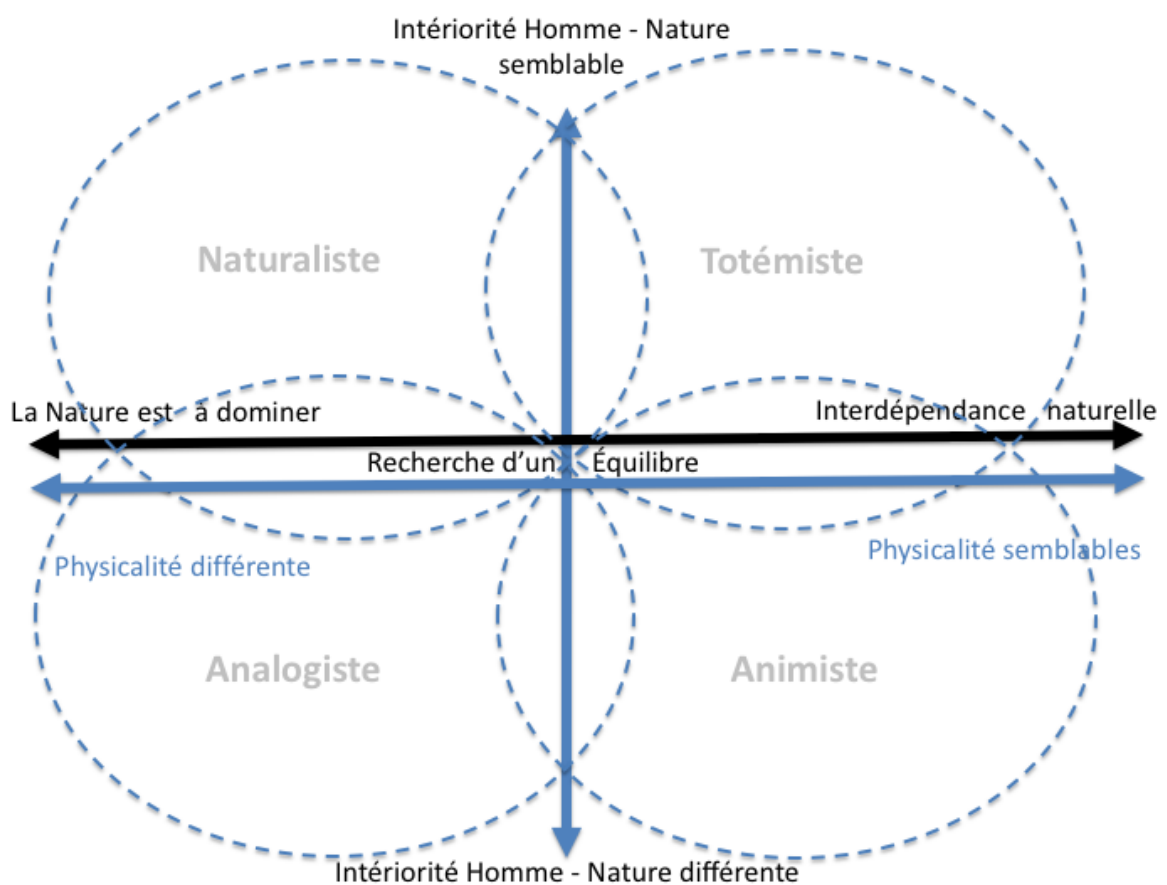 Intériorité Homme - Nature
semblable
Naturaliste
Totémiste
La Nature est à dominer
Interdépendance naturelle
Recherche d'un Équilibre
Physicalité différente
Physicalité semblables
Analogiste
Animiste
Intériorité Homme - Nature différente